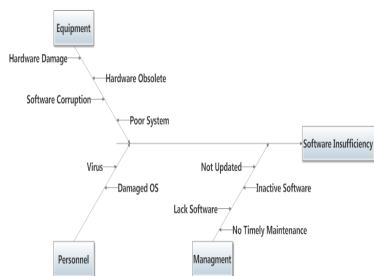 Equipment
Hardware Damage
Hardware Obsolete
Software Corruption
Poor System
Software Insufficiency
Virus
Not Updated
Damaged OS
Inactive Software
Lack Software
No Timely Maintenance
Personnel
Managment